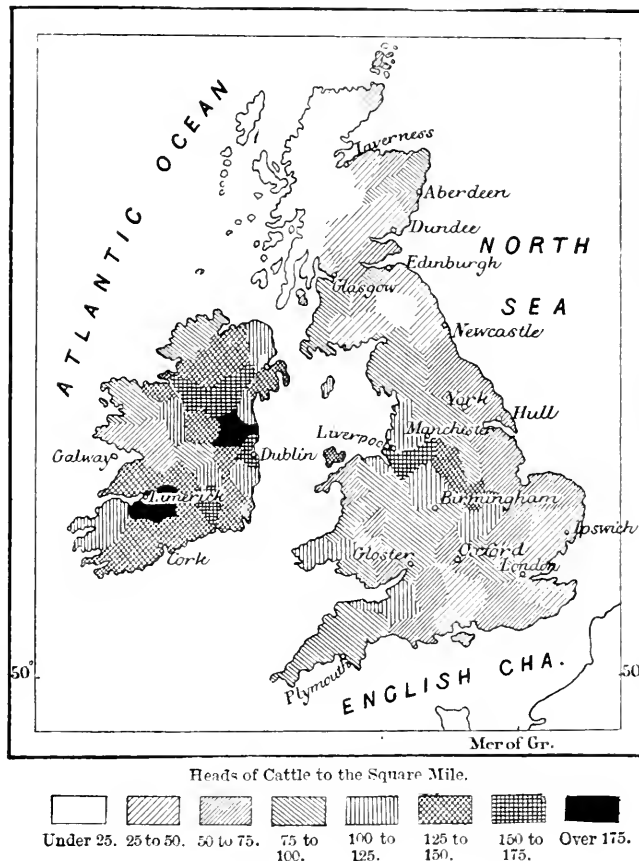 ATLANTIC OCEAN
Inverness
Aberdeen
Dundee
NORTH
Edinburgh
Glasgow
SEA
Newcastle
York
Hull
Manchester
Liverpool
Galway
Dublin
Limerick
Birmingham
Ipswich
Cork
Gloster
Oxford
London
Plymouth
50°
50
ENGLISH CHA.
Mer of Gr.
Heads of Cattle to the Square Mile.
Under 25. 25 to 50. 50 to 75. 75 to 100. 100 to 125. 125 to 150. 150 to 175. Over 175.